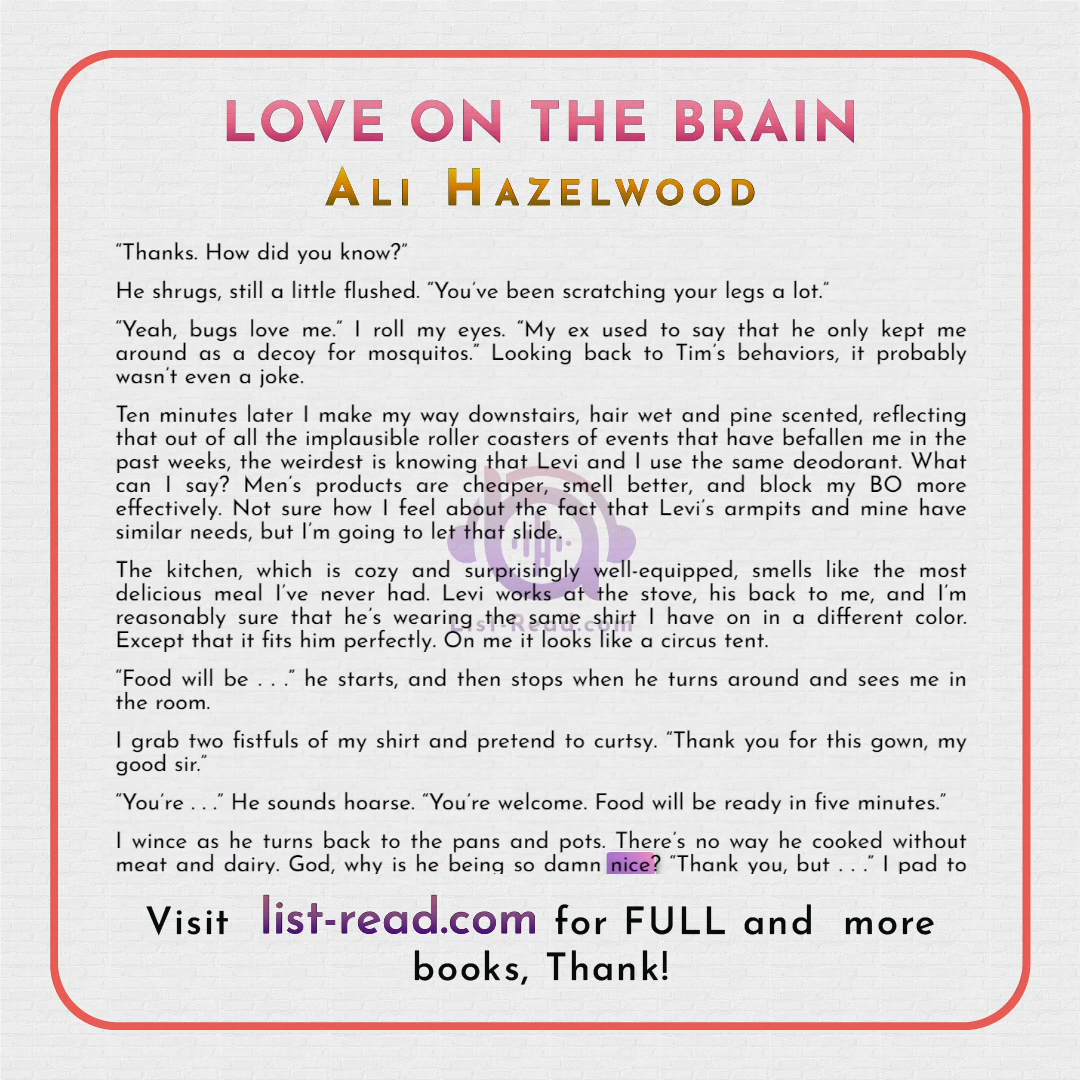 LOVE ON THE BRAIN
ALI HAZELWOOD
“Thanks. How did you know?”
He shrugs, still a little flushed. “You’ve been scratching your legs a lot.”
“Yeah, bugs love me.” I roll my eyes. “My ex used to say that he only kept me
around as a decoy for mosquitos.” Looking back to Tim’s behaviors, it probably
wasn’t even a joke.
Ten minutes later I make my way downstairs, hair wet and pine scented, reflecting
that out of all the implausible roller coasters of events that have befallen me in the
past weeks, the weirdest is knowing that Levi and I use the same deodorant. What
can I say? Men’s products are cheaper, smell better, and block my BO more
effectively. Not sure how I feel about the fact that Levi’s armpits and mine have
similar needs, but I’m going to let that slide.
The kitchen, which is cozy and surprisingly well-equipped, smells like the most
delicious meal I’ve never had. Levi works at the stove, his back to me, and I’m
reasonably sure that he’s wearing the same shirt I have on in a different color.
List-Read.com
Except that it fits him perfectly. On me it looks like a circus tent.
“Food will be . . .” he starts, and then stops when he turns around and sees me in
the room.
I grab two fistfuls of my shirt and pretend to curtsy. “Thank you for this gown, my
good sir.”
“You’re . . .” He sounds hoarse. “You’re welcome. Food will be ready in five minutes.”
I wince as he turns back to the pans and pots. There’s no way he cooked without
meat and dairy. God, why is he being so damn nice? “Thank you, but . . .” I pad to
Visit list-read.com for FULL and more
books, Thank!